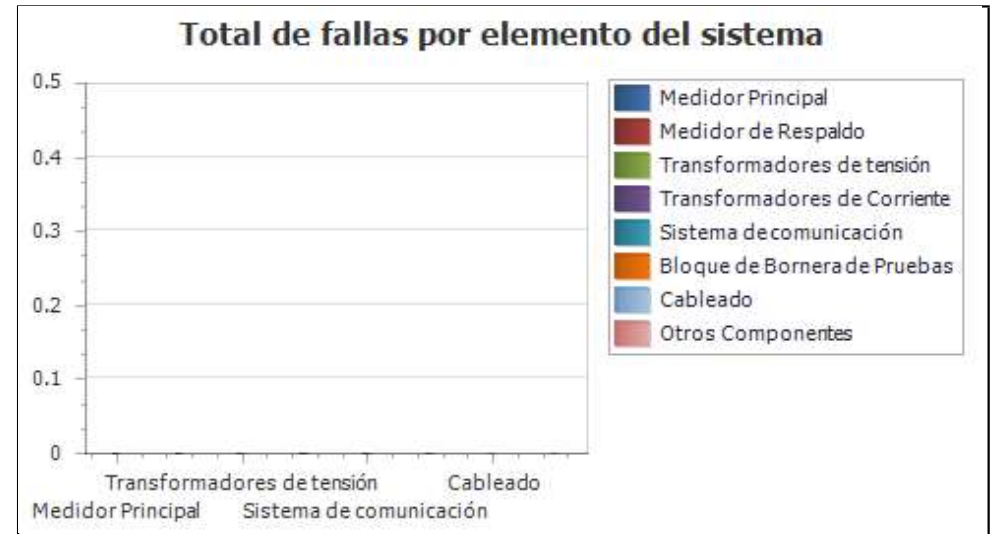 Total de fallas por elemento del sistema
0.5
0.4
0.3
0.2
0.1
0
Transformadores de tensión
Cableado
Medidor Principal
Sistema de comunicación
Medidor Principal
Medidor de Respaldo
Transformadores de tensión
Transformadores de Corriente
Sistema de comunicación
Bloque de Bornera de Pruebas
Cableado
Otros Componentes